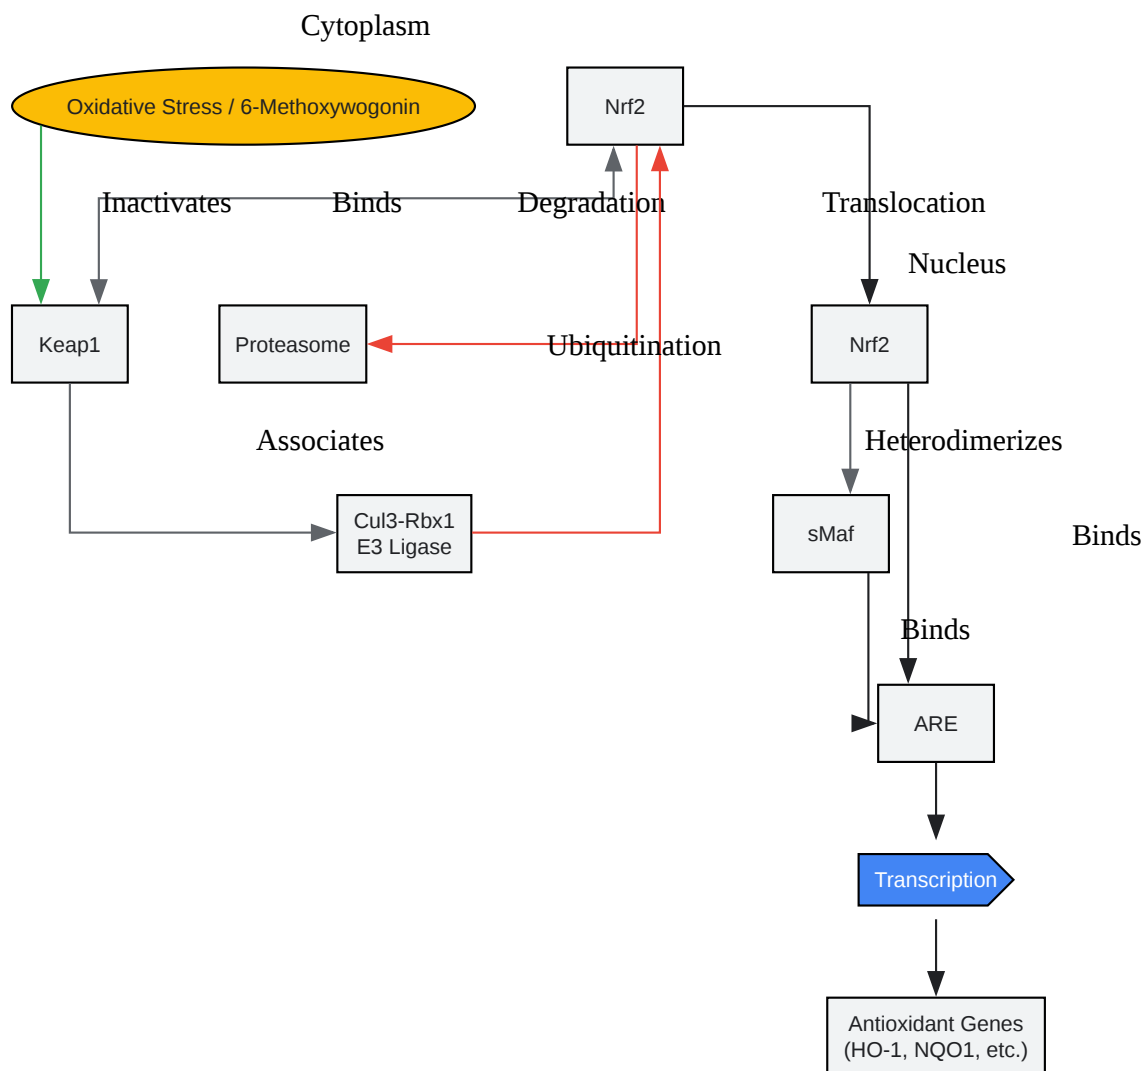 Cytoplasm
Oxidative Stress / 6-Methoxywogonin
Nrf2
Inactivates
Binds
Degradation
Translocation
Nucleus
Keap1
Proteasome
Ubiquitination
Nrf2
Associates
Heterodimerizes
Cul3-Rbx1
E3 Ligase
sMaf
Binds
Binds
ARE
Transcription
Antioxidant Genes
(HO-1, NQO1, etc.)